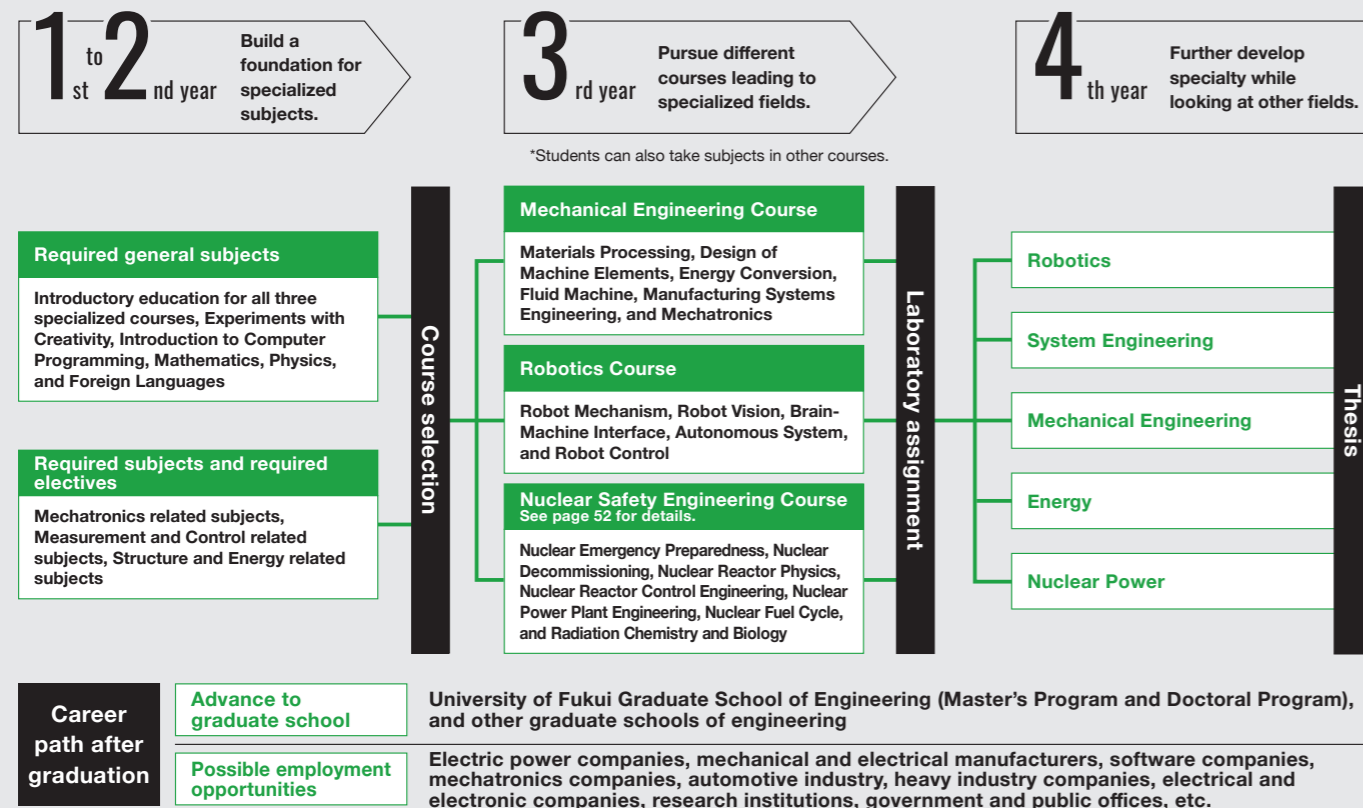 1st to 2nd year
Build a
foundation for
specialized
subjects.
3rd year
Pursue different
courses leading to
specialized fields.
4th year
Further develop
specialty while
looking at other fields.
*Students can also take subjects in other courses.
Required general subjects
Introductory education for all three
specialized courses, Experiments with
Creativity, Introduction to Computer
Programming, Mathematics, Physics,
and Foreign Languages
Required subjects and required
electives
Mechatronics related subjects,
Measurement and Control related
subjects, Structure and Energy related
subjects
Course selection
Mechanical Engineering Course
Materials Processing, Design of
Machine Elements, Energy Conversion,
Fluid Machine, Manufacturing Systems
Engineering, and Mechatronics
Robotics Course
Robot Mechanism, Robot Vision, Brain-
Machine Interface, Autonomous System,
and Robot Control
Nuclear Safety Engineering Course
See page 52 for details.
Nuclear Emergency Preparedness, Nuclear
Decommissioning, Nuclear Reactor Physics,
Nuclear Reactor Control Engineering, Nuclear
Power Plant Engineering, Nuclear Fuel Cycle,
and Radiation Chemistry and Biology
Laboratory assignment
Robotics
System Engineering
Mechanical Engineering
Energy
Nuclear Power
Thesis
Career
path after
graduation
Advance to
graduate school
University of Fukui Graduate School of Engineering (Master's Program and Doctoral Program),
and other graduate schools of engineering
Possible employment
opportunities
Electric power companies, mechanical and electrical manufacturers, software companies,
mechatronics companies, automotive industry, heavy industry companies, electrical and
electronic companies, research institutions, government and public offices, etc.